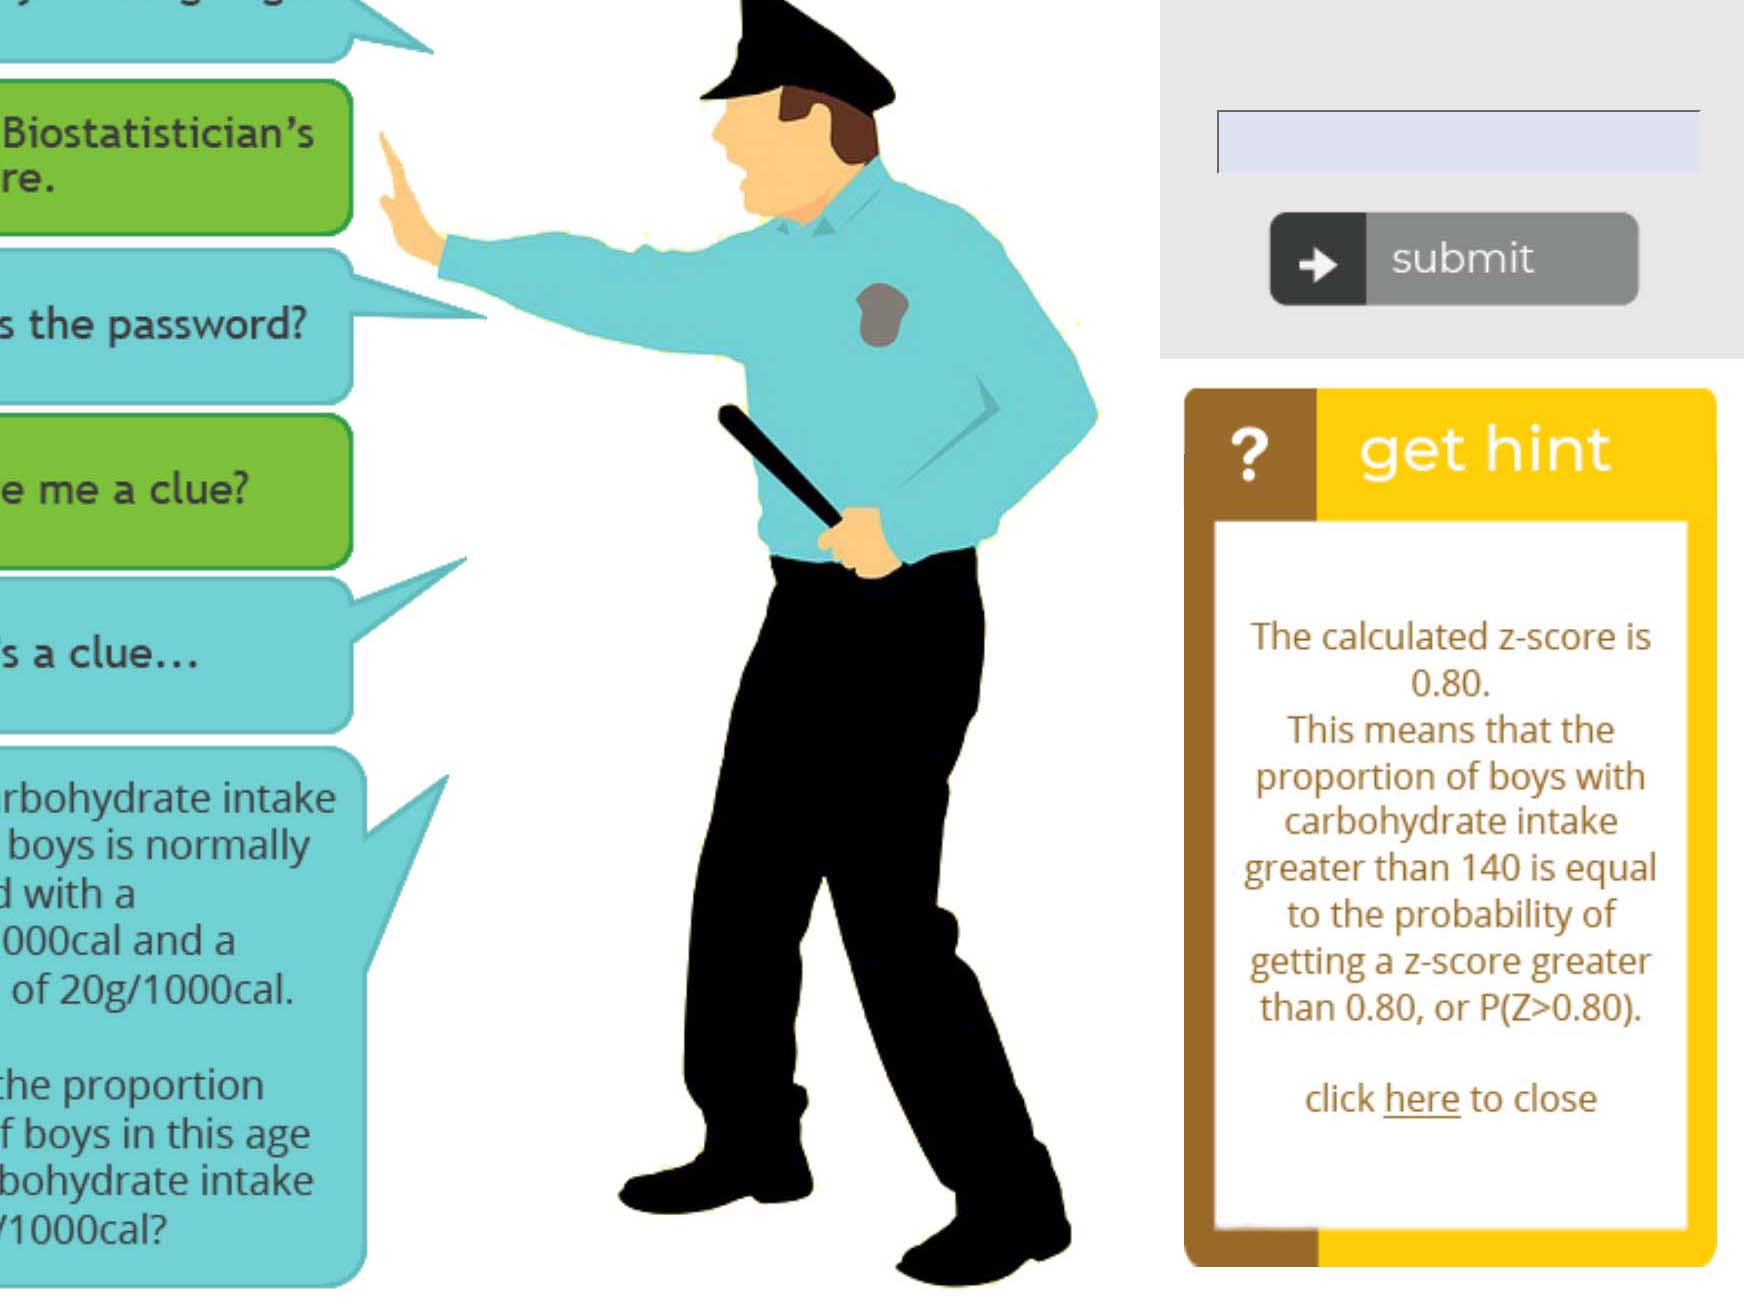 Biostatistician’s
re.
s the password?
e me a clue?
’s a clue...
arbohydrate intake
boys is normally
d with a
000cal and a
of 20g/1000cal.
the proportion
f boys in this age
bohydrate intake
/1000cal?
submit
? get hint
The calculated z-score is
0.80.
This means that the
proportion of boys with
carbohydrate intake
greater than 140 is equal
to the probability of
getting a z-score greater
than 0.80, or P(Z>0.80).
click here to close